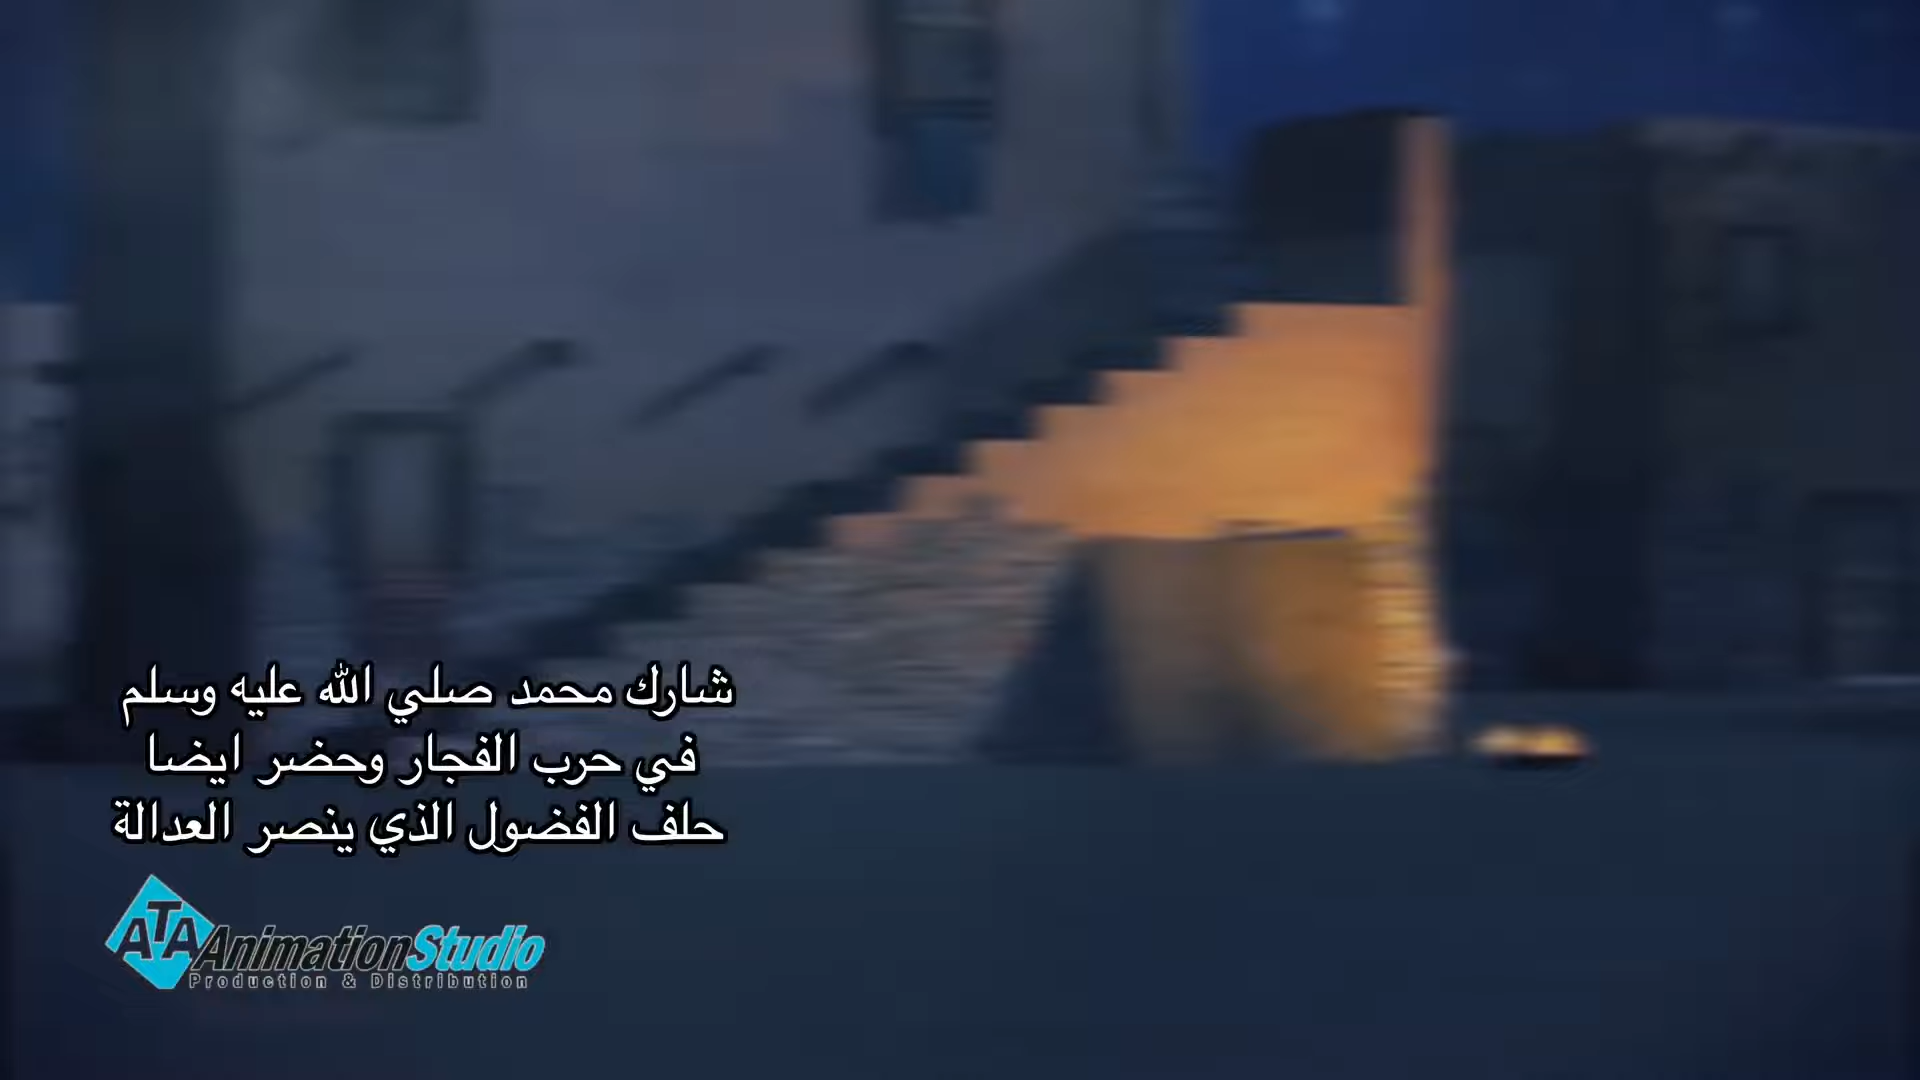 شارك محمد صلي الله عليه وسلم
في حرب الفجار وحضر ايضا
حلف الفضول الذي ينصر العدالة
ATA AnimationStudio
Production & Distribution